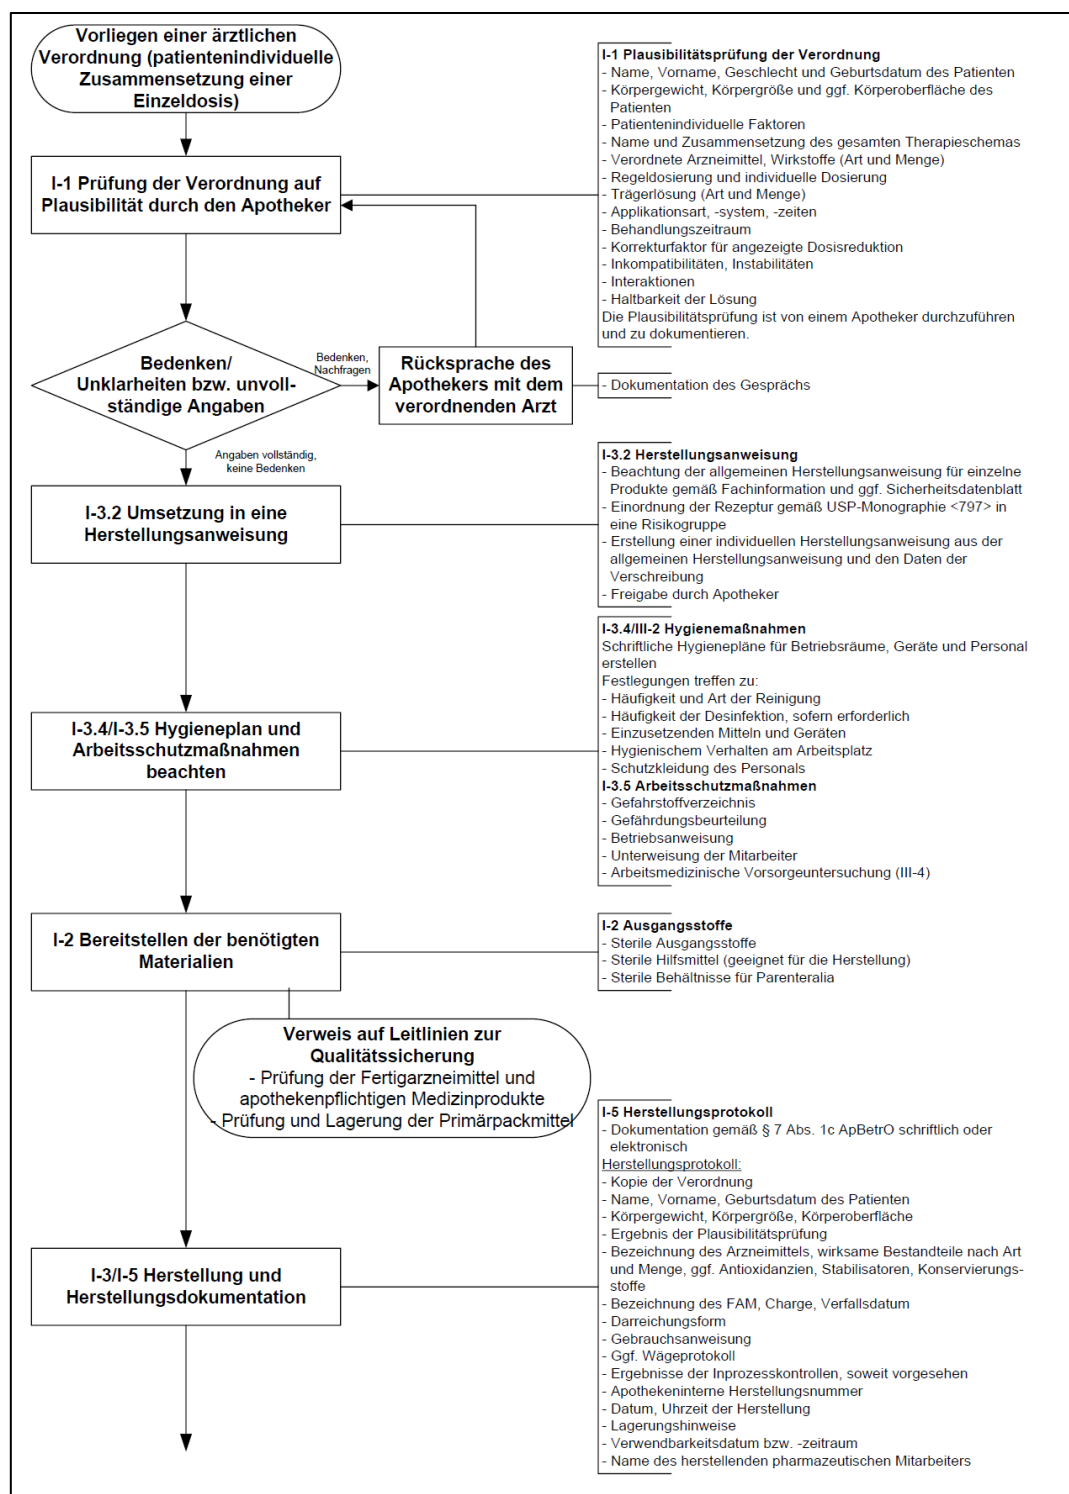 Vorliegen einer ärztlichen
Verordnung (patientenindividuelle
Zusammensetzung einer
Einzeldosis)
I-1 Plausibilitätsprüfung der Verordnung
- Name, Vorname, Geschlecht und Geburtsdatum des Patienten
- Körpergewicht, Körpergröße und ggf. Körperoberfläche des
Patienten
- Patientenindividuelle Faktoren
- Name und Zusammensetzung des gesamten Therapieschemas
- Verordnete Arzneimittel, Wirkstoffe (Art und Menge)
- Regeldosierung und individuelle Dosierung
- Trägerlösung (Art und Menge)
- Applikationsart, -system, -zeiten
- Behandlungszeitraum
- Korrekturfaktor für angezeigte Dosisreduktion
- Inkompatibilitäten, Instabilitäten
- Interaktionen
- Haltbarkeit der Lösung
Die Plausibilitätsprüfung ist von einem Apotheker durchzuführen
und zu dokumentieren.
I-1 Prüfung der Verordnung auf
Plausibilität durch den Apotheker
Bedenken/
Unklarheiten bzw. unvoll-
ständige Angaben
Bedenken,
Nachfragen
Rücksprache des
Apothekers mit dem
verordnenden Arzt
- Dokumentation des Gesprächs
Angaben vollständig,
keine Bedenken
I-3.2 Umsetzung in eine
Herstellungsanweisung
I-3.2 Herstellungsanweisung
- Beachtung der allgemeinen Herstellungsanweisung für einzelne
Produkte gemäß Fachinformation und ggf. Sicherheitsdatenblatt
- Einordnung der Rezeptur gemäß USP-Monographie <797> in
eine Risikogruppe
- Erstellung einer individuellen Herstellungsanweisung aus der
allgemeinen Herstellungsanweisung und den Daten der
Verschreibung
- Freigabe durch Apotheker
I-3.4/I-3.5 Hygieneplan und
Arbeitsschutzmaßnahmen
beachten
I-3.4/III-2 Hygienemaßnahmen
Schriftliche Hygienepläne für Betriebsräume, Geräte und Personal
erstellen
Festlegungen treffen zu:
- Häufigkeit und Art der Reinigung
- Häufigkeit der Desinfektion, sofern erforderlich
- Einzusetzenden Mitteln und Geräten
- Hygienischem Verhalten am Arbeitsplatz
- Schutzkleidung des Personals
I-3.5 Arbeitsschutzmaßnahmen
- Gefahrstoffverzeichnis
- Gefährdungsbeurteilung
- Betriebsanweisung
- Unterweisung der Mitarbeiter
- Arbeitsmedizinische Vorsorgeuntersuchung (III-4)
I-2 Bereitstellen der benötigten
Materialien
I-2 Ausgangsstoffe
- Sterile Ausgangsstoffe
- Sterile Hilfsmittel (geeignet für die Herstellung)
- Sterile Behältnisse für Parenteralia
Verweis auf Leitlinien zur
Qualitätssicherung
- Prüfung der Fertigarzneimittel und
apothekenpflichtigen Medizinprodukte
- Prüfung und Lagerung der Primärpackmittel
I-3/I-5 Herstellung und
Herstellungsdokumentation
I-5 Herstellungsprotokoll
- Dokumentation gemäß § 7 Abs. 1c ApBetrO schriftlich oder
elektronisch
Herstellungsprotokoll:
- Kopie der Verordnung
- Name, Vorname, Geburtsdatum des Patienten
- Körpergewicht, Körpergröße, Körperoberfläche
- Ergebnis der Plausibilitätsprüfung
- Bezeichnung des Arzneimittels, wirksame Bestandteile nach Art
und Menge, ggf. Antioxidanzien, Stabilisatoren, Konservierungs-
stoffe
- Bezeichnung des FAM, Charge, Verfallsdatum
- Darreichungsform
- Gebrauchsanweisung
- Ggf. Wägeprotokoll
- Ergebnisse der Inprozesskontrollen, soweit vorgesehen
- Apothekeninterne Herstellungsnummer
- Datum, Uhrzeit der Herstellung
- Lagerungshinweise
- Verwendbarkeitsdatum bzw. -zeitraum
- Name des herstellenden pharmazeutischen Mitarbeiters